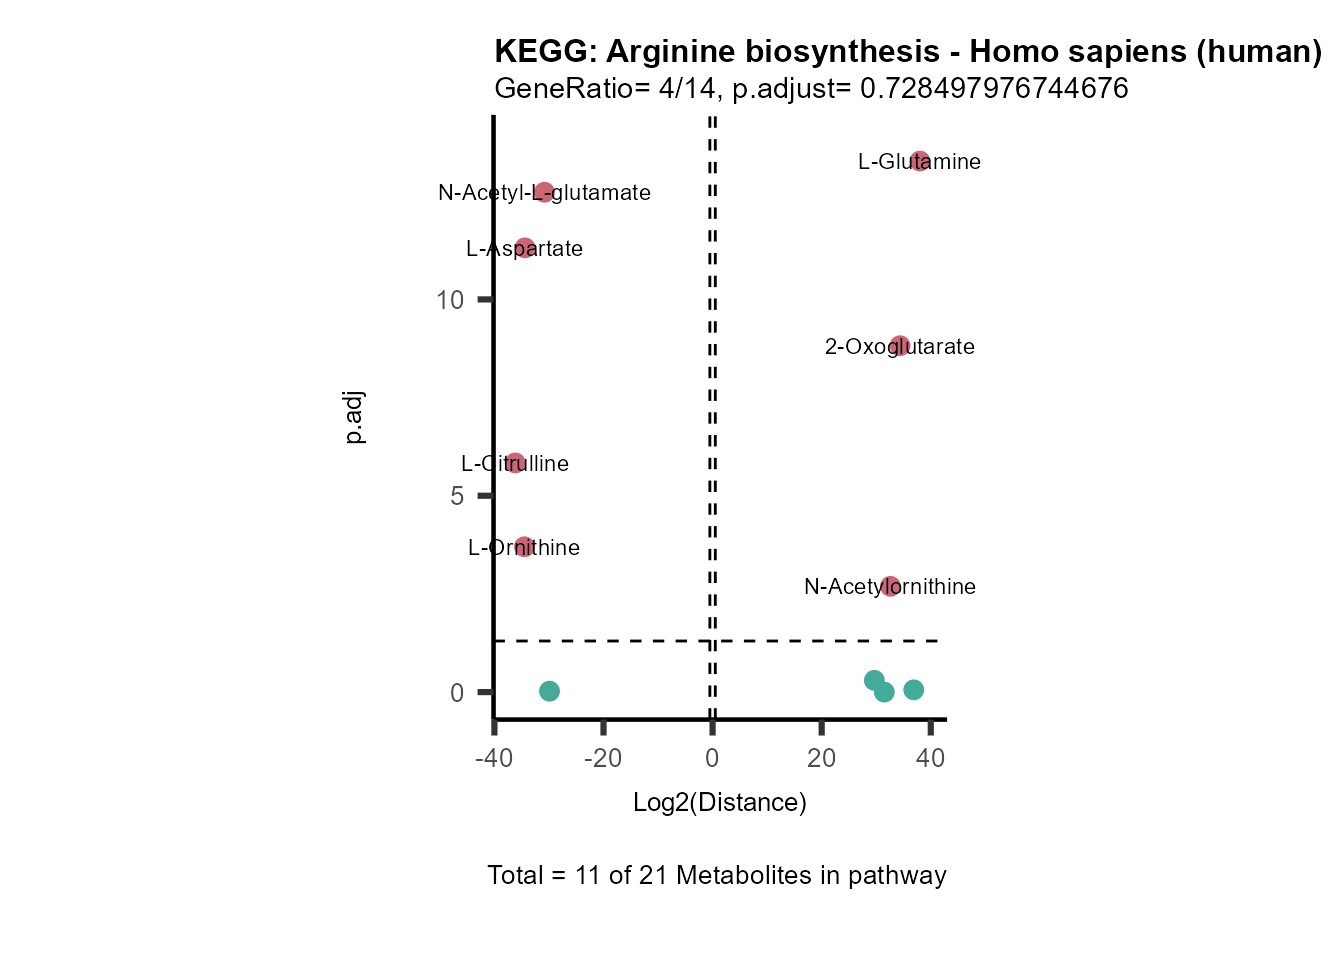 KEGG: Arginine biosynthesis - Homo sapiens (human)
GeneRatio= 4/14, p.adjust= 0.728497976744676
L-Glutamine
N-Acetyl-L-glutamate
L-Aspartate
10
2-Oxoglutarate
p.adj
L-Citrulline
5
L-Ornithine
N-Acetylornithine
0
-40 -20 0 20 40
Log2(Distance)
Total = 11 of 21 Metabolites in pathway